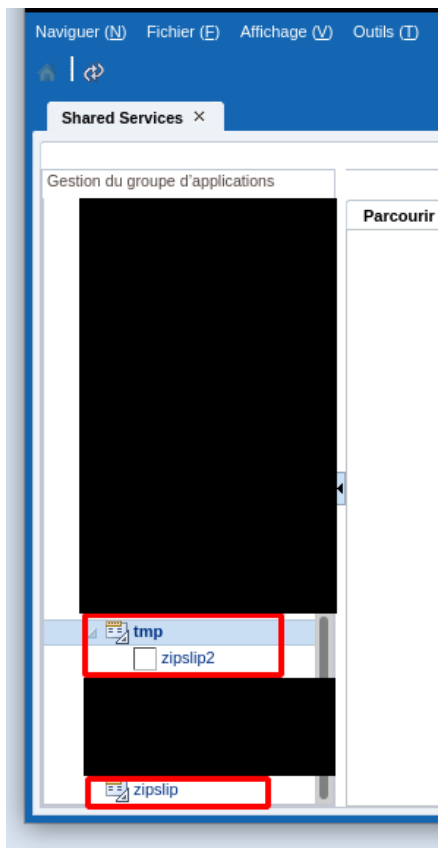 Naviguer (N) Fichier (F) Affichage (V) Outils (T)
Shared Services ×
Gestion du groupe d'applications
Parcourir
tmp
zipslip2
zipslip